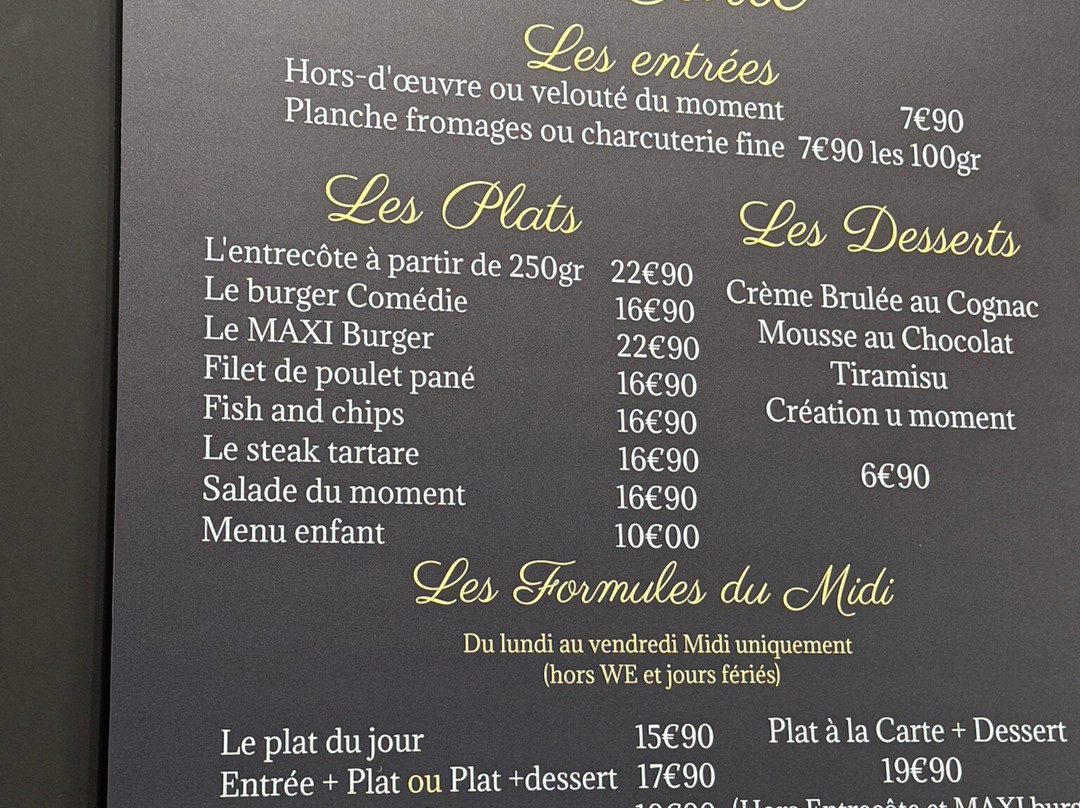 Les entrées
Hors-d'œuvre ou velouté du moment 7€90
Planche fromages ou charcuterie fine 7€90 les 100gr
Les Plats
L'entrecôte à partir de 250gr 22€90
Le burger Comédie 16€90
Le MAXI Burger 22€90
Filet de poulet pané 16€90
Fish and chips 16€90
Le steak tartare 16€90
Salade du moment 16€90
Menu enfant 10€00
Les Desserts
Crème Brulée au Cognac
Mousse au Chocolat
Tiramisu
Création u moment
6€90
Les Formules du Midi
Du lundi au vendredi Midi uniquement
(hors WE et jours fériés)
Le plat du jour 15€90
Entrée + Plat ou Plat +dessert 17€90
Plat à la Carte + Dessert
19€90
(Hors Entrecôte et MAXI